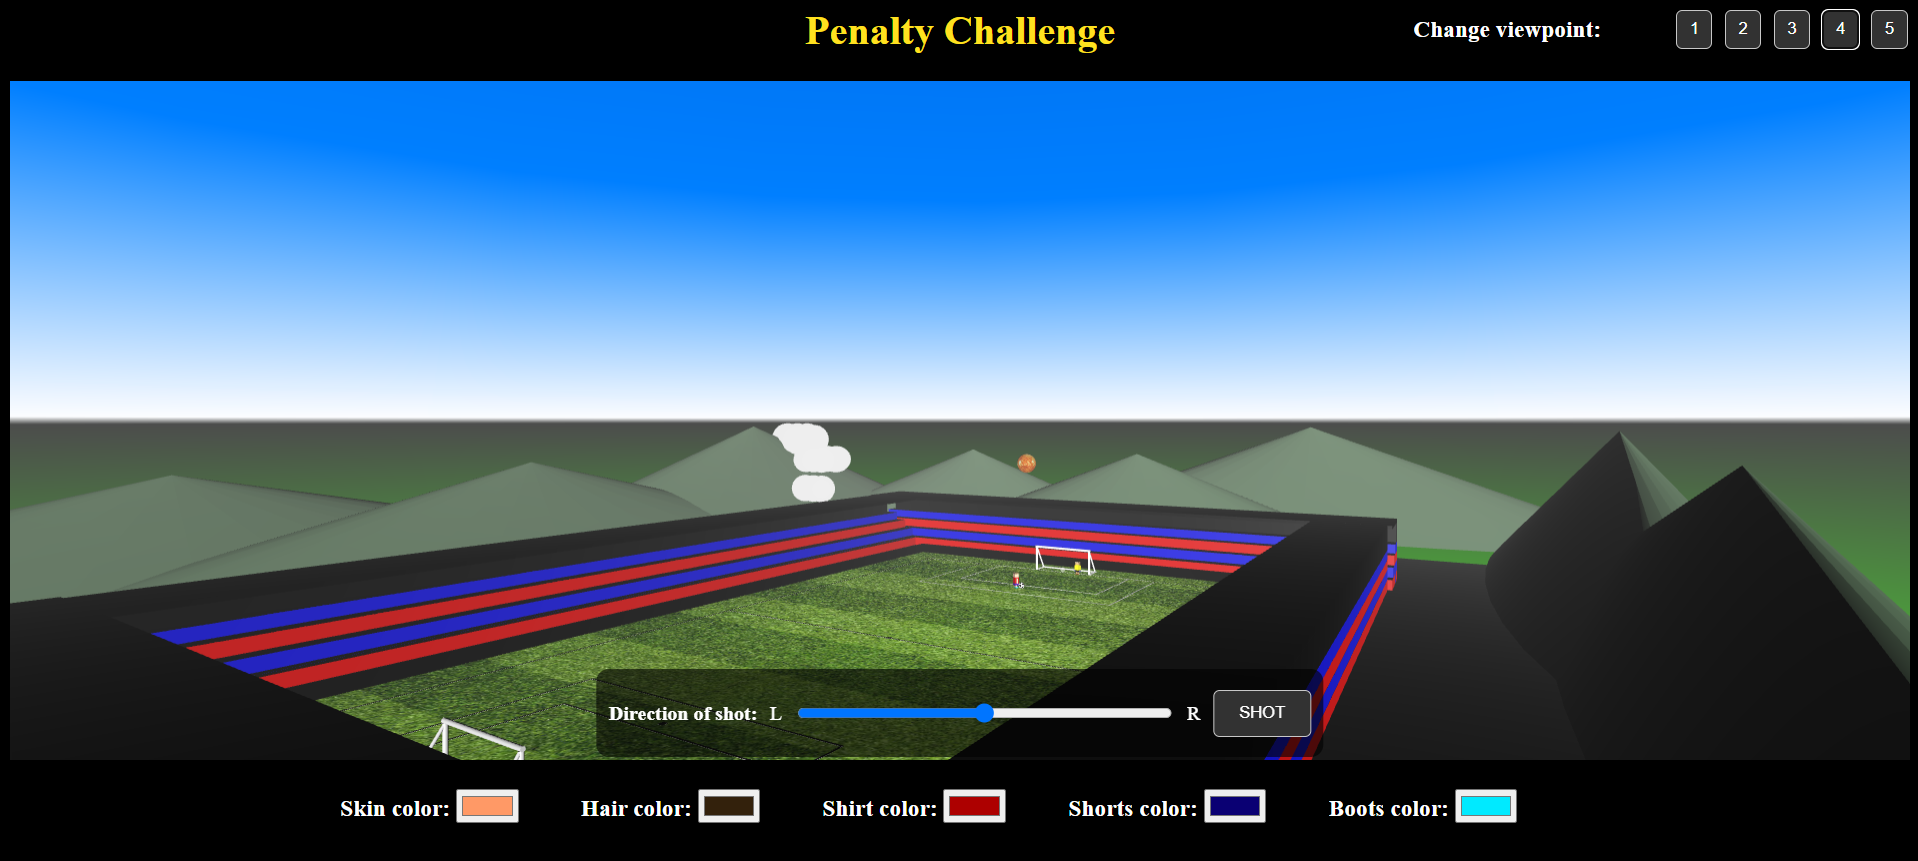 Penalty Challenge
Change viewpoint: 1 2 3 4 5
Direction of shot: L R SHOT
Skin color: Hair color: Shirt color: Shorts color: Boots color: